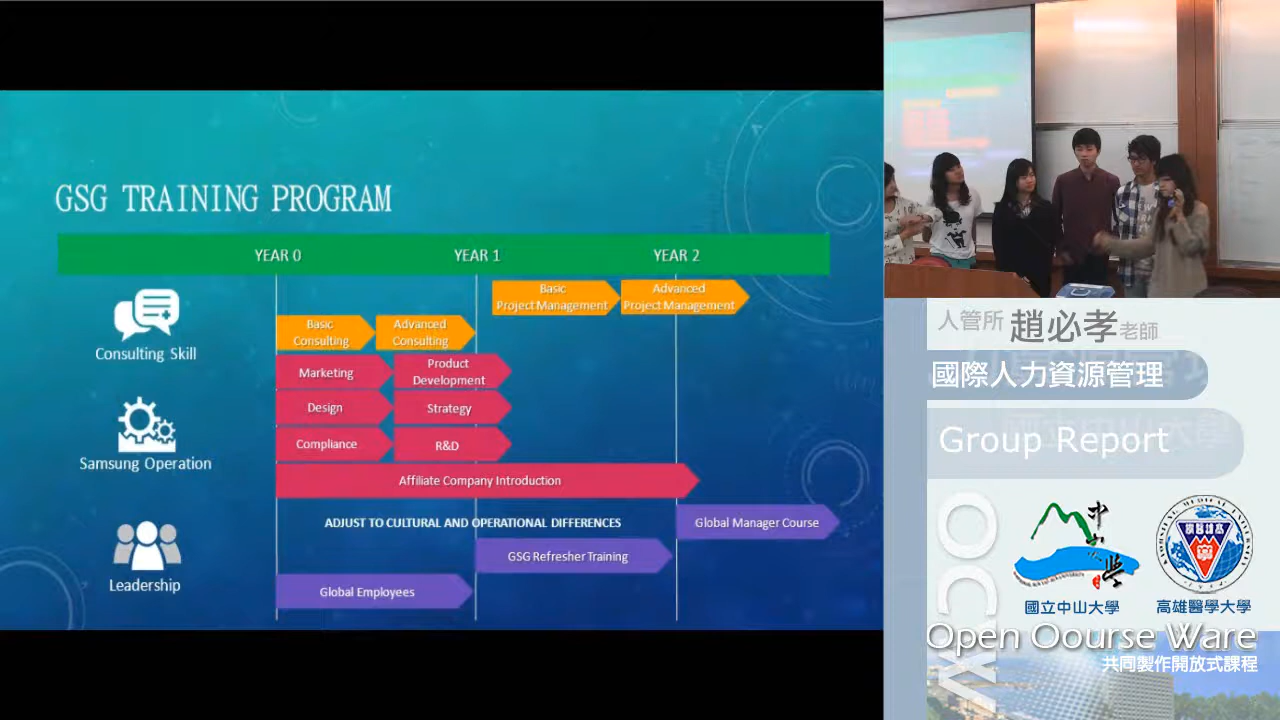 GSG TRAINING PROGRAM
YEAR 0
YEAR 1
YEAR 2
Consulting Skill
Basic
Project Management
Advanced
Project Management
Basic
Consulting
Advanced
Consulting
Samsung Operation
Marketing
Product
Development
Design
Strategy
Compliance
R&D
Affiliate Company Introduction
Leadership
ADJUST TO CULTURAL AND OPERATIONAL DIFFERENCES
Global Manager Course
GSG Refresher Training
Global Employees
人管所 趙必孝老師
國際人力資源管理
Group Report
OCW
國立中山大學
高雄醫學大學
Open Oourse Ware
共同製作開放式課程